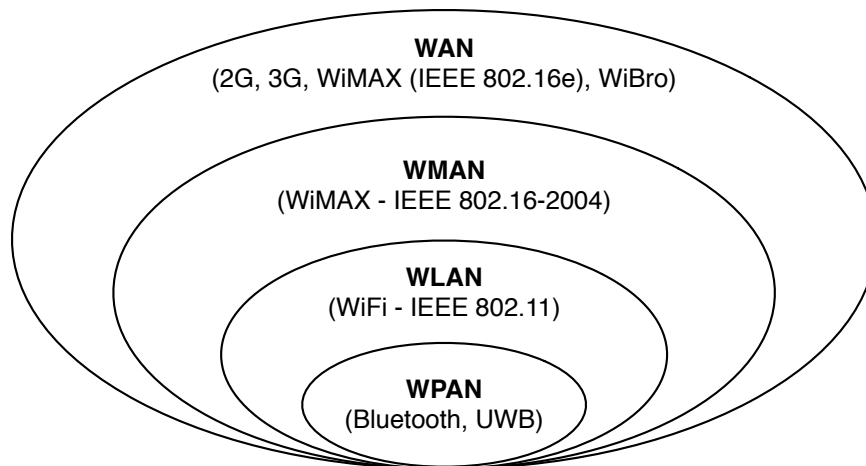 WAN
(2G, 3G, WiMAX (IEEE 802.16e), WiBro)
WMAN
(WiMAX - IEEE 802.16-2004)
WLAN
(WiFi - IEEE 802.11)
WPAN
(Bluetooth, UWB)